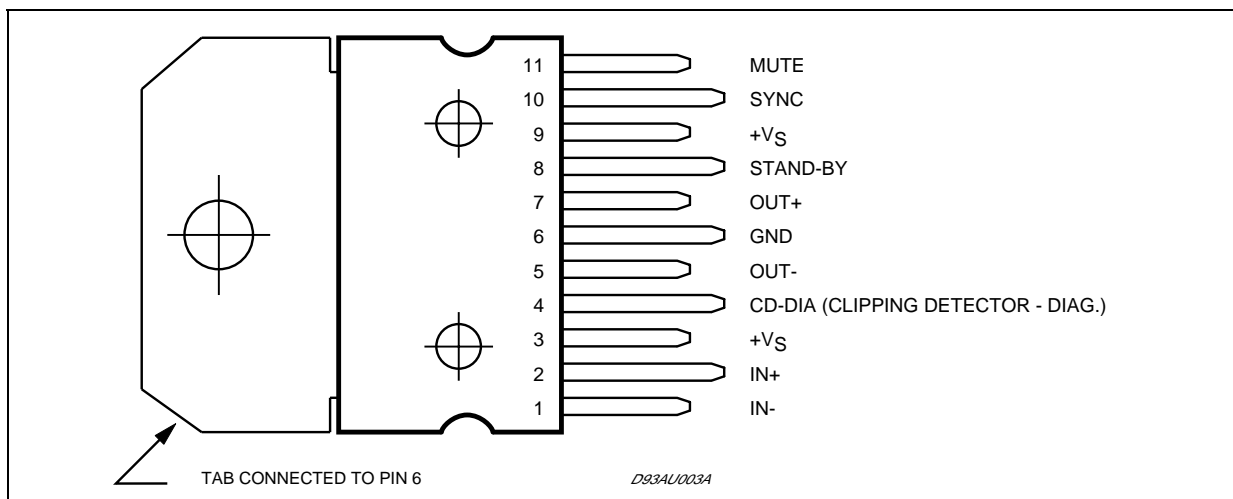 11 MUTE
10 SYNC
9 +VS
8 STAND-BY
7 OUT+
6 GND
5 OUT-
4 CD-DIA (CLIPPING DETECTOR - DIAG.)
3 +VS
2 IN+
1 IN-
TAB CONNECTED TO PIN 6
D93AU003A